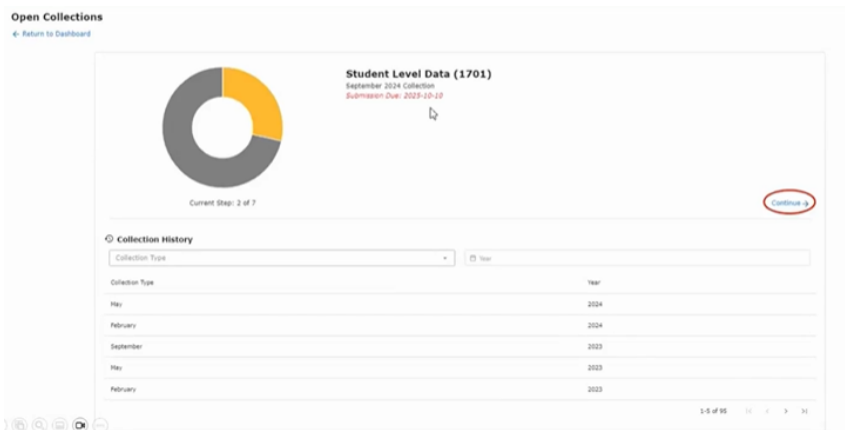 Open Collections
← Return to Dashboard
Student Level Data (1701)
September 2024 Collection
Submission Due: 2025-10-10
Current Step: 2 of 7
Continue →
Collection History
Collection Type
Year
Collection Type Year
May 2024
February 2024
September 2023
May 2023
February 2023
1-5 of 95